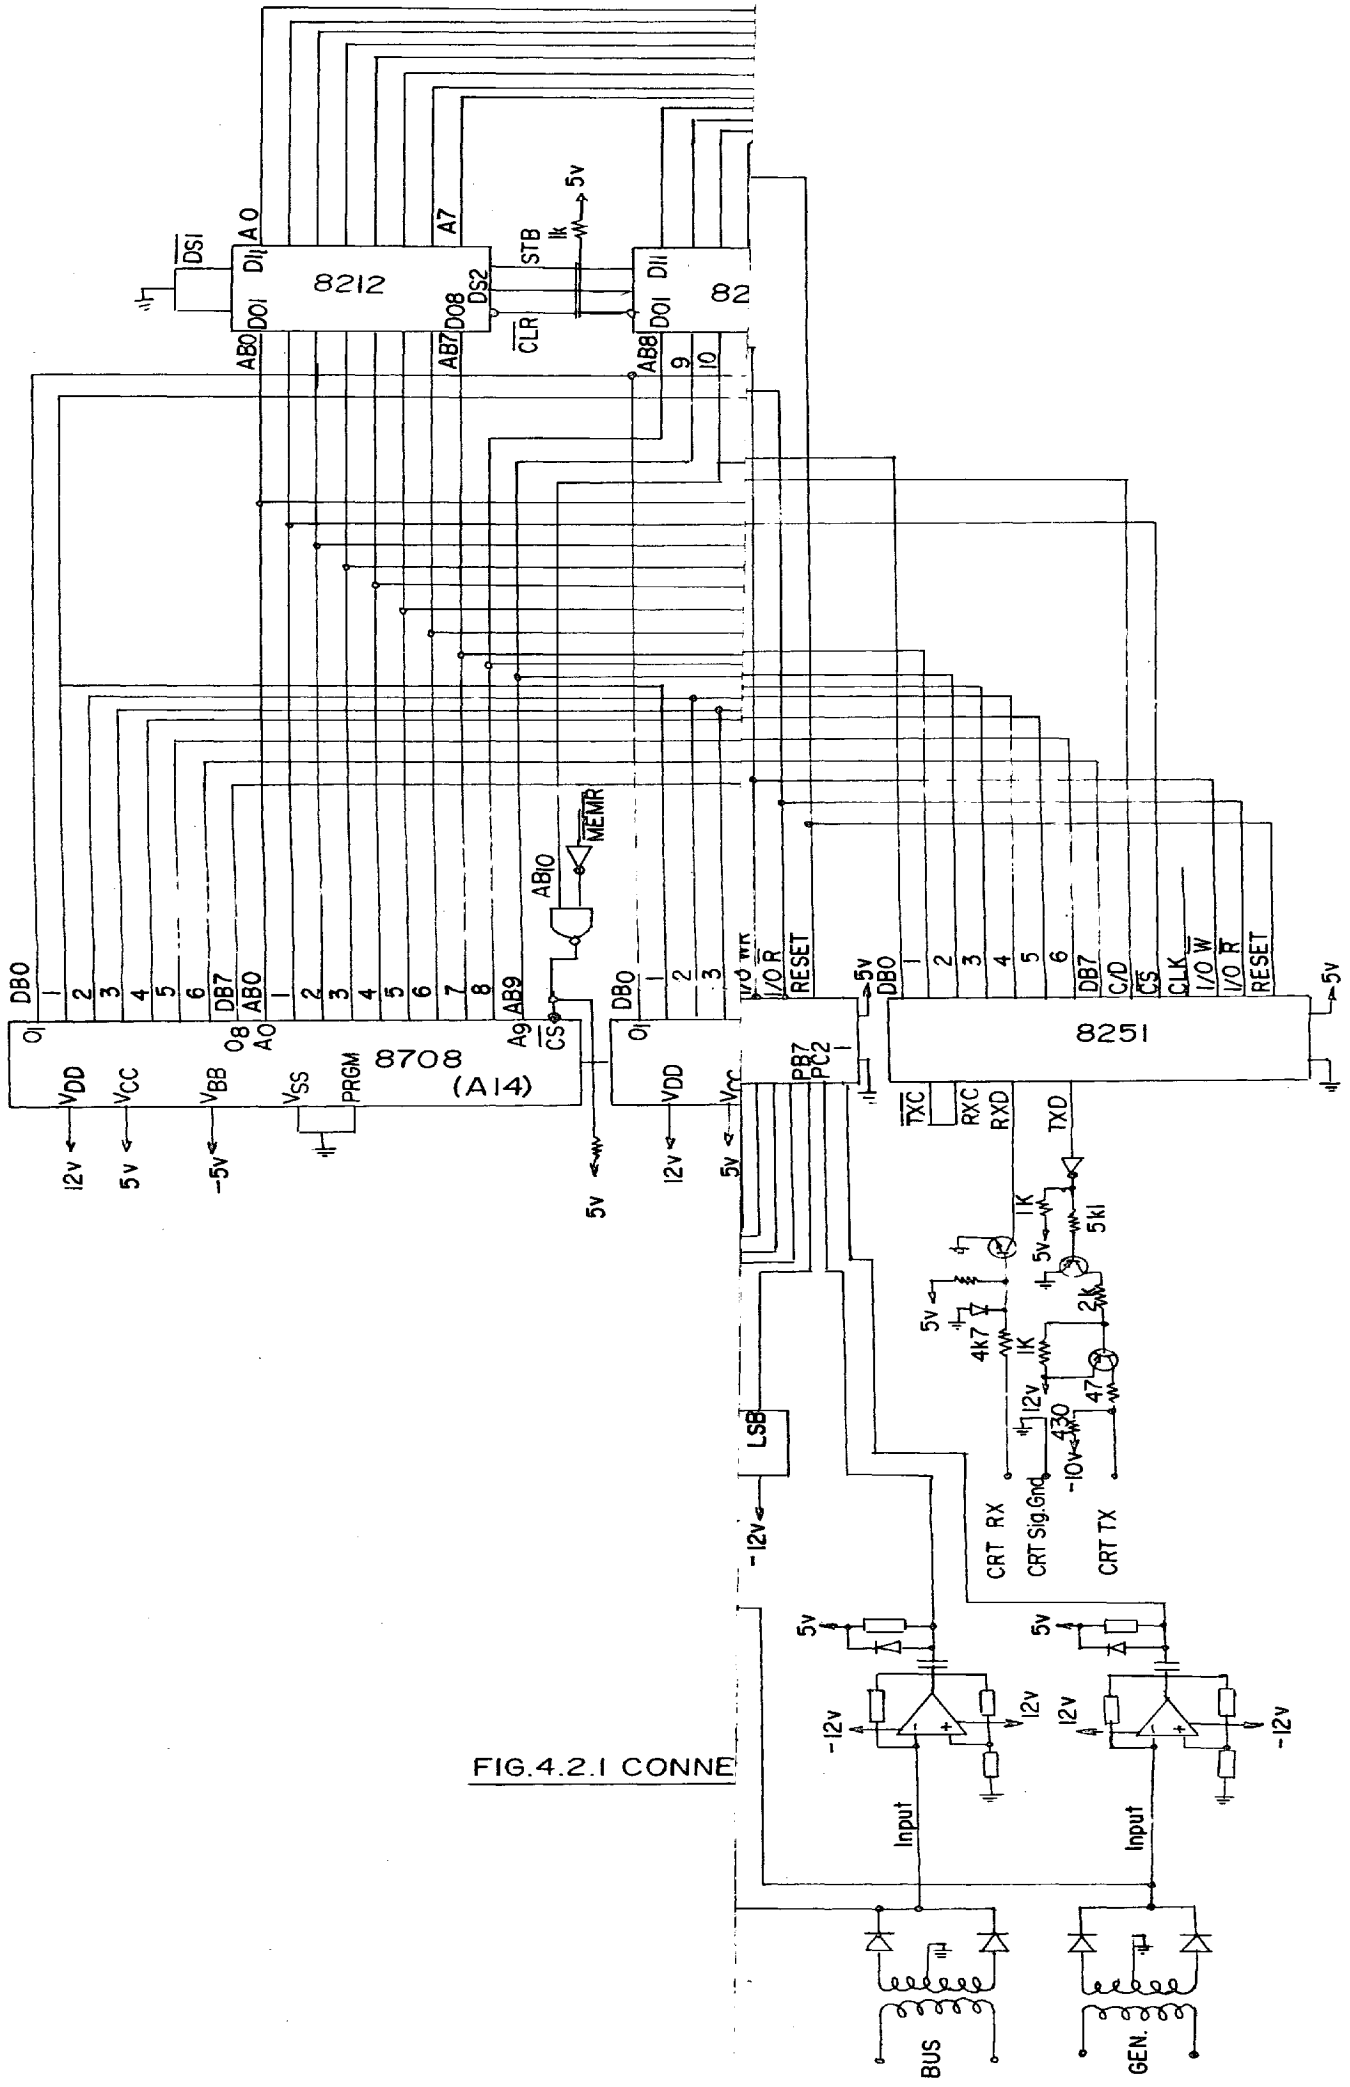 A0
DS1
DI1
8212
DO1
AB0
A7
DS2
DO8
AB7
STB
CLR
1k
5v
DI1
82
DO1
AB8
9
10
MEMR
AB10
DB0
1
2
3
4
5
6
DB7
AB0
1
2
3
4
5
6
7
8
AB9
O1
O8
A0
A9
CS
8708
(A14)
VDD
VCC
VBB
VSS
PRGM
12v
5v
-5v
5v
DB0
1
2
3
O1
VDD
VCC
12v
5v
I/O WR
I/O R
RESET
PB7
PC2
1
5v
DB0
1
2
3
4
5
6
DB7
C/D
CS
CLK
I/O W
I/O R
RESET
8251
5v
TXC
RXC
RXD
TXD
1K
5v
5k1
5v
4k7
2k
1K
12v
47
430
-10v
CRT RX
CRT Sig.Gnd
CRT TX
LSB
-12v
5v
-12v
12v
Input
5v
12v
-12v
Input
BUS
GEN.
FIG.4.2.1 CONNE